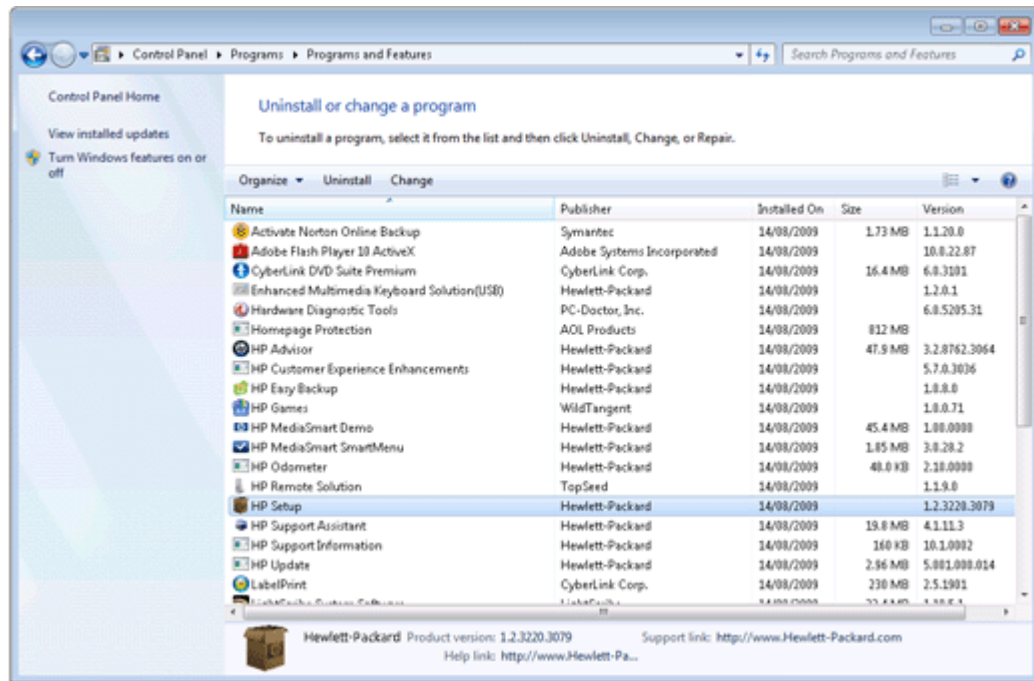 Control Panel ▸ Programs ▸ Programs and Features
Search Programs and Features
Control Panel Home
View installed updates
Turn Windows features on or
off
Uninstall or change a program
To uninstall a program, select it from the list and then click Uninstall, Change, or Repair.
Organize Uninstall Change
Name Publisher Installed On Size Version
Activate Norton Online Backup Symantec 14/08/2009 1.73 MB 1.1.20.0
Adobe Flash Player 10 ActiveX Adobe Systems Incorporated 14/08/2009 10.0.22.87
CyberLink DVD Suite Premium CyberLink Corp. 14/08/2009 16.4 MB 6.0.3101
Enhanced Multimedia Keyboard Solution(USB) Hewlett-Packard 14/08/2009 1.2.0.1
Hardware Diagnostic Tools PC-Doctor, Inc. 14/08/2009 6.0.5205.31
Homepage Protection AOL Products 14/08/2009 812 MB
HP Advisor Hewlett-Packard 14/08/2009 47.9 MB 3.2.8762.3064
HP Customer Experience Enhancements Hewlett-Packard 14/08/2009 5.7.0.3036
HP Easy Backup Hewlett-Packard 14/08/2009 1.0.8.0
HP Games WildTangent 14/08/2009 1.0.0.71
HP MediaSmart Demo Hewlett-Packard 14/08/2009 45.4 MB 1.00.0000
HP MediaSmart SmartMenu Hewlett-Packard 14/08/2009 1.85 MB 3.0.28.2
HP Odometer Hewlett-Packard 14/08/2009 48.0 KB 2.10.0000
HP Remote Solution TopSeed 14/08/2009 1.1.9.0
HP Setup Hewlett-Packard 14/08/2009 1.2.3220.3079
HP Support Assistant Hewlett-Packard 14/08/2009 19.8 MB 4.1.11.3
HP Support Information Hewlett-Packard 14/08/2009 160 KB 10.1.0002
HP Update Hewlett-Packard 14/08/2009 2.96 MB 5.001.000.014
LabelPrint CyberLink Corp. 14/08/2009 230 MB 2.5.1901
Hewlett-Packard Product version: 1.2.3220.3079 Support link: http://www.Hewlett-Packard.com
Help link: http://www.Hewlett-Pa...